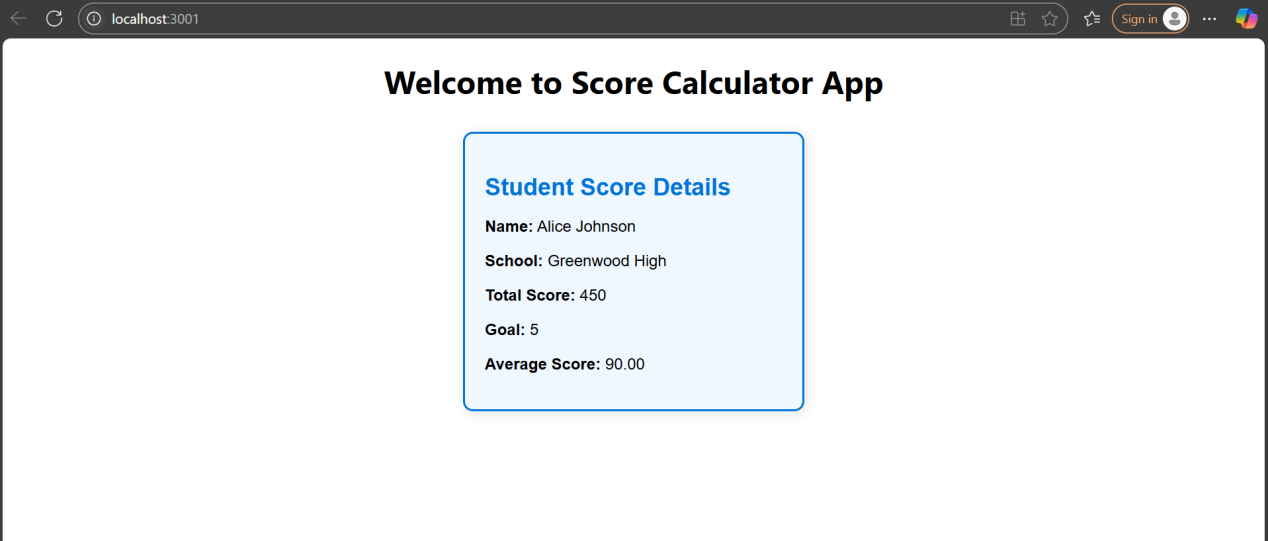 localhost:3001
Sign in
Welcome to Score Calculator App
Student Score Details
Name: Alice Johnson
School: Greenwood High
Total Score: 450
Goal: 5
Average Score: 90.00